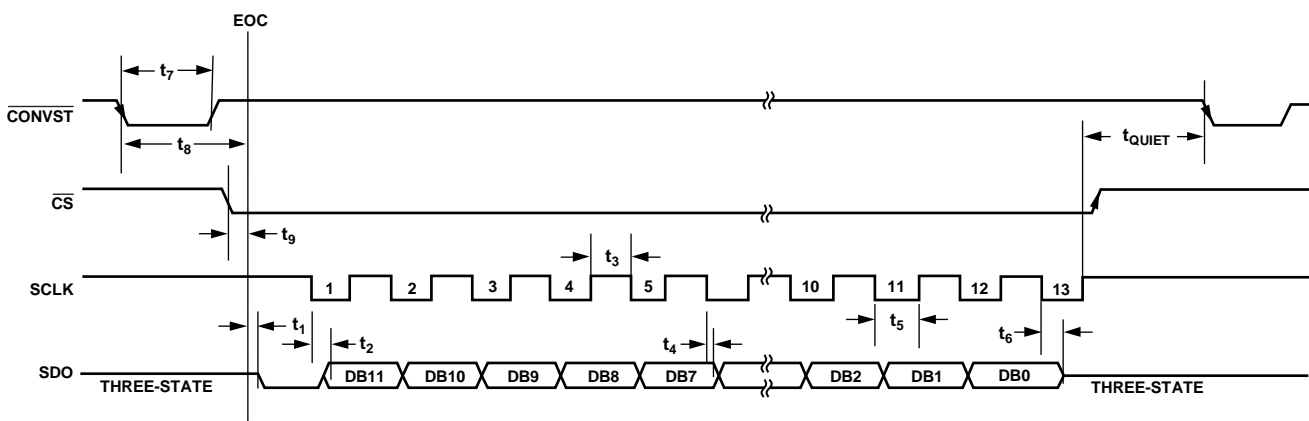 EOC
t7
CONVST
t8
tQUIET
CS
t9
t3
SCLK
1 2 3 4 5 10 11 12 13
t1
t2
t4
t5
t6
SDO
THREE-STATE
DB11 DB10 DB9 DB8 DB7 DB2 DB1 DB0
THREE-STATE